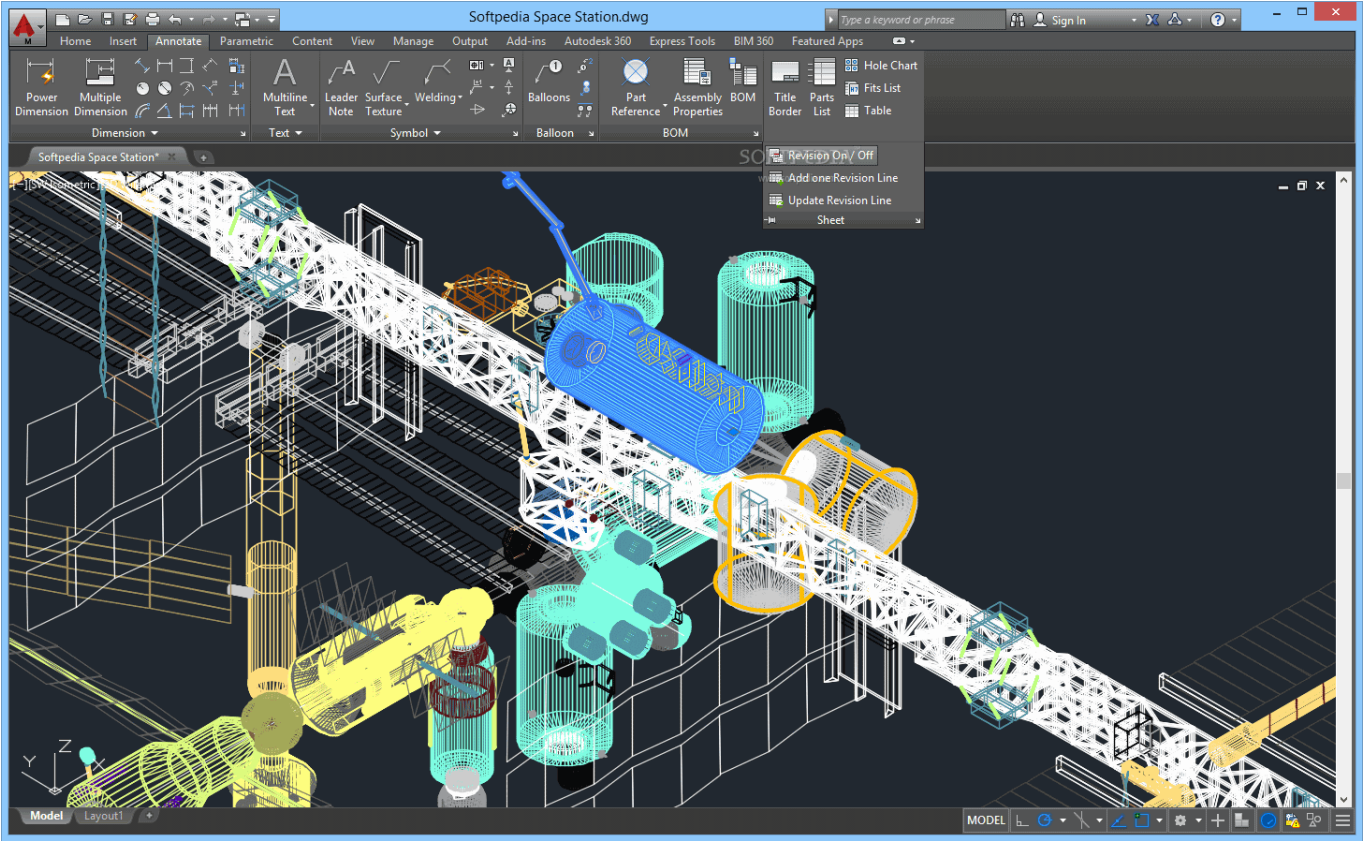 Softpedia Space Station.dwg
Type a keyword or phrase
Sign In
M
Home Insert Annotate Parametric Content View Manage Output Add-ins Autodesk 360 Express Tools BIM 360 Featured Apps
Power Dimension
Multiple Dimension
Multiline Text
Leader Note
Surface Texture
Welding
Balloons
Part Reference
Assembly Properties
BOM
Title Border
Parts List
Hole Chart
Fits List
Table
Dimension
Text
Symbol
Balloon
BOM
Revision On / Off
Add one Revision Line
Update Revision Line
Sheet
Softpedia Space Station*
Z
Y
X
Model Layout1
MODEL